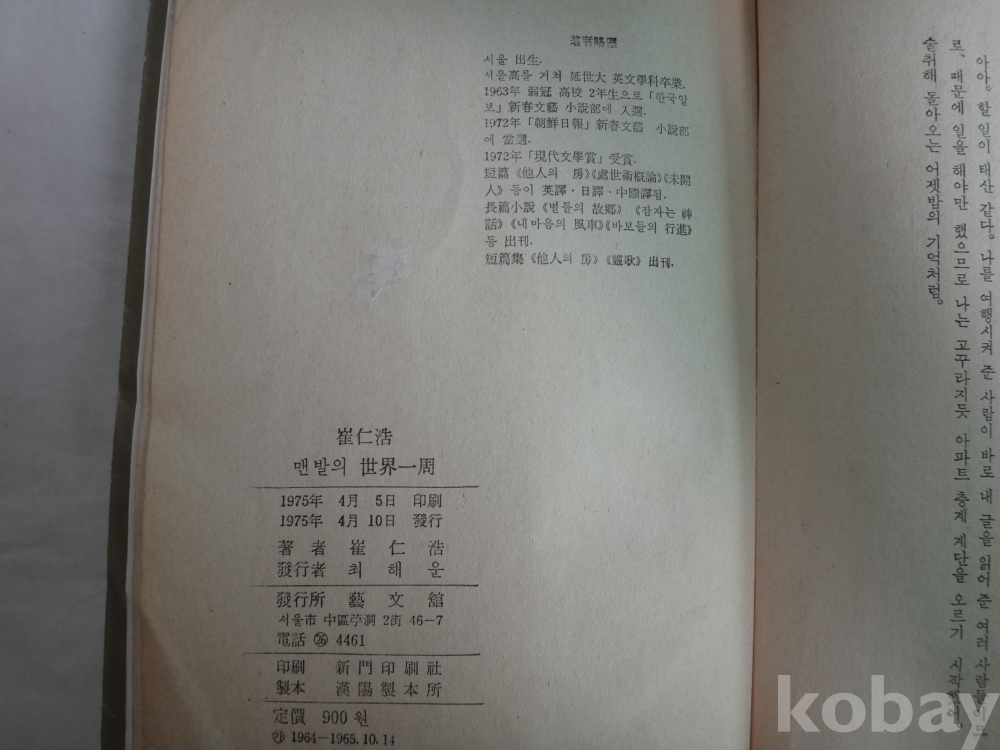 著者略歷
서울 出生.
서울高를 거쳐 延世大 英文學科卒業.
1963年 弱冠 高校 2年生으로 「한국일
보」 新春文藝 小說部에 入選.
1972年 「朝鮮日報」 新春文藝 小說部
에 當選.
1972年 「現代文學賞」 受賞.
短篇 《他人의 房》《處世術槪論》《未開
人》 등이 英譯·日譯·中國譯됨.
長篇小說 《별들의 故鄕》 《잠자는 神
話》《내마음의 風車》《바보들의 行進》
등 出刊.
短篇集 《他人의 房》 出刊.
崔仁浩
맨발의 世界一周
1975年 4月 5日 印刷
1975年 4月 10日 發行
著者 崔仁浩
發行者 최해운
發行所 藝文舘
서울市 中區苧洞 2街 46-7
電話 ㉖ 4461
印刷 新門印刷社
製本 漢陽製本所
定價 900원
1964-1965.10.14
아아. 할 일이 태산 같다. 나를 여행시켜 준 사람이 바로 내 글을 읽어 준 여러
로, 때문에 일을 해야만 했으므로 나는 고꾸라지듯 아파트 층계 계단을 오르기
술취해 돌아오는 어젯밤의 기억처럼.
kobay